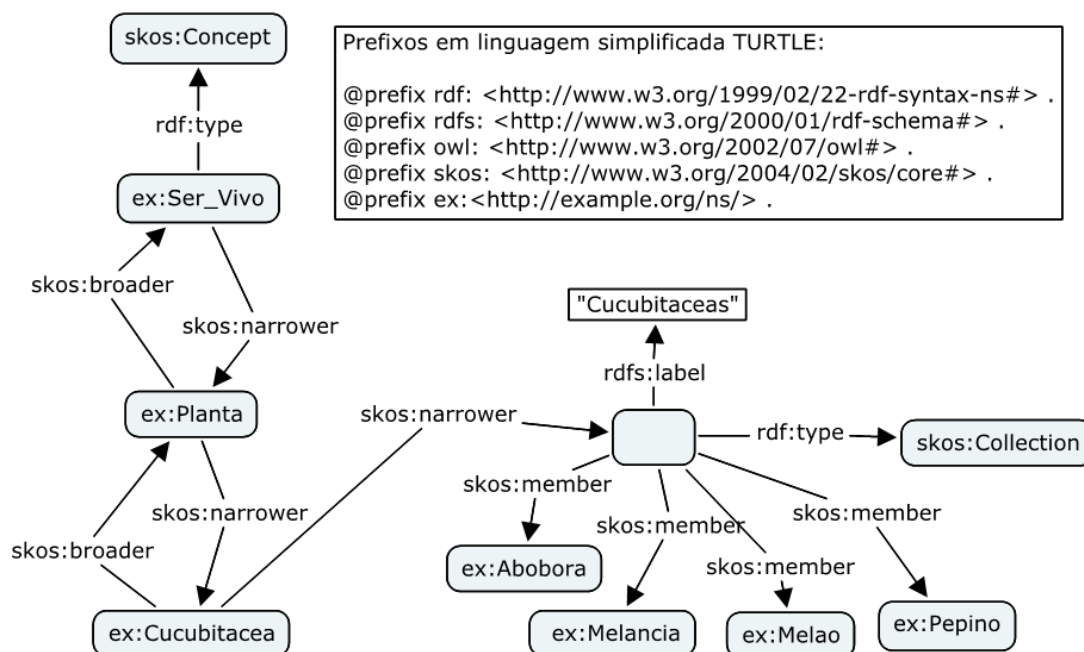 skos:Concept
Prefixos em linguagem simplificada TURTLE:
@prefix rdf: <http://www.w3.org/1999/02/22-rdf-syntax-ns#> .
@prefix rdfs: <http://www.w3.org/2000/01/rdf-schema#> .
@prefix owl: <http://www.w3.org/2002/07/owl#> .
@prefix skos: <http://www.w3.org/2004/02/skos/core#> .
@prefix ex:<http://example.org/ns/> .
rdf:type
ex:Ser_Vivo
skos:broader
skos:narrower
"Cucubitaceas"
rdfs:label
ex:Planta
skos:narrower
rdf:type
skos:Collection
skos:member
skos:narrower
skos:member
skos:member
skos:broader
skos:member
ex:Abobora
ex:Cucubitacea
ex:Melancia
ex:Melao
ex:Pepino